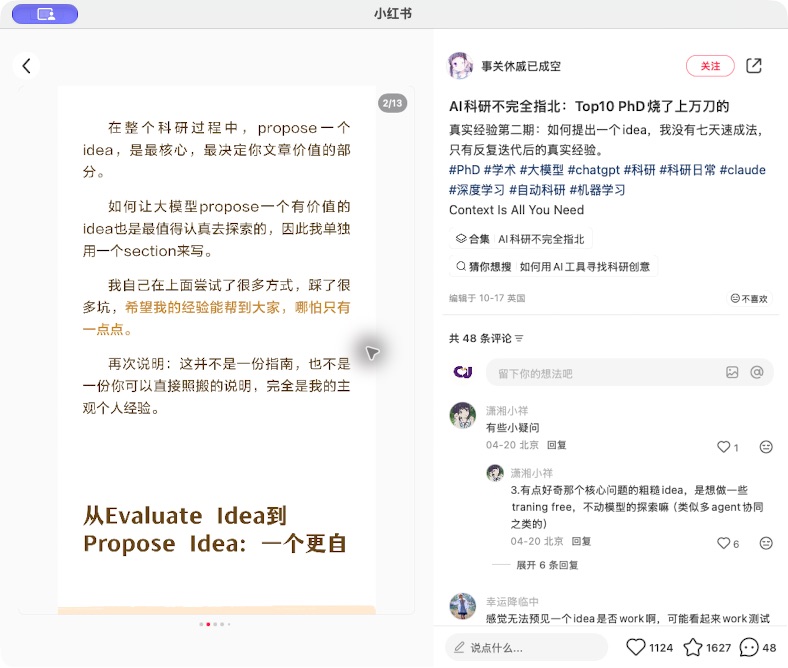 小红书
2/13
在整个科研过程中，propose一个
idea，是最核心，最决定你文章价值的部
分。
如何让大模型propose一个有价值的
idea也是最值得认真去探索的，因此我单独
用一个section来写。
我自己在上面尝试了很多方式，踩了很
多坑，希望我的经验能帮到大家，哪怕只有
一点点。
再次说明：这并不是一份指南，也不是
一份你可以直接照搬的说明，完全是我的主
观个人经验。
从Evaluate Idea到
Propose Idea：一个更自
事关休戚已成空
关注
AI科研不完全指北：Top10 PhD烧了上万刀的
真实经验第二期：如何提出一个idea，我没有七天速成法，
只有反复迭代后的真实经验。
#PhD #学术 #大模型 #chatgpt #科研 #科研日常 #claude
#深度学习 #自动科研 #机器学习
Context Is All You Need
合集 AI科研不完全指北
猜你想搜 如何用AI工具寻找科研创意
编辑于 10-17 英国
不喜欢
共 48 条评论
CJ
留下你的想法吧
潇湘小祥
有些小疑问
04-20 北京 回复
1
潇湘小祥
3.有点好奇那个核心问题的粗糙idea，是想做一些
traning free，不动模型的探索嘛（类似多agent协同
之类的）
04-20 北京 回复
6
展开 6 条回复
幸运降临中
感觉无法预见一个idea是否work啊，可能看起来work测试
说点什么...
1124
1627
48